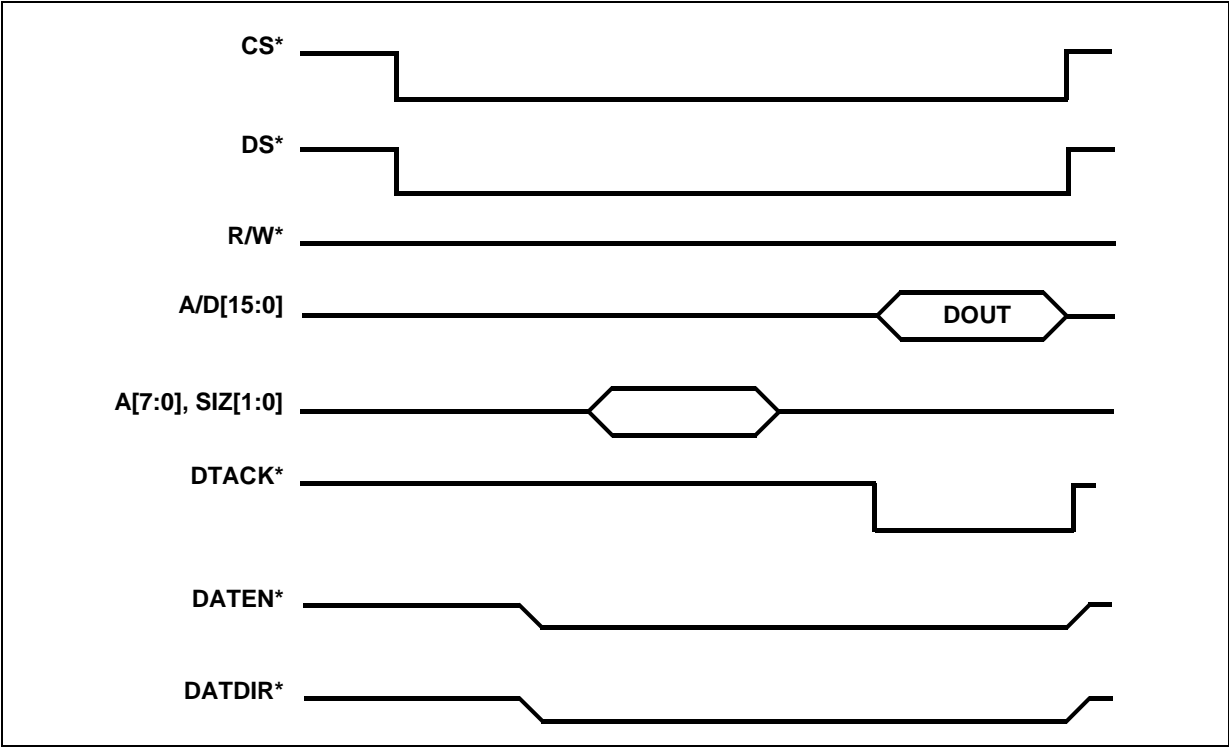 CS*
DS*
R/W*
A/D[15:0]
DOUT
A[7:0], SIZ[1:0]
DTACK*
DATEN*
DATDIR*